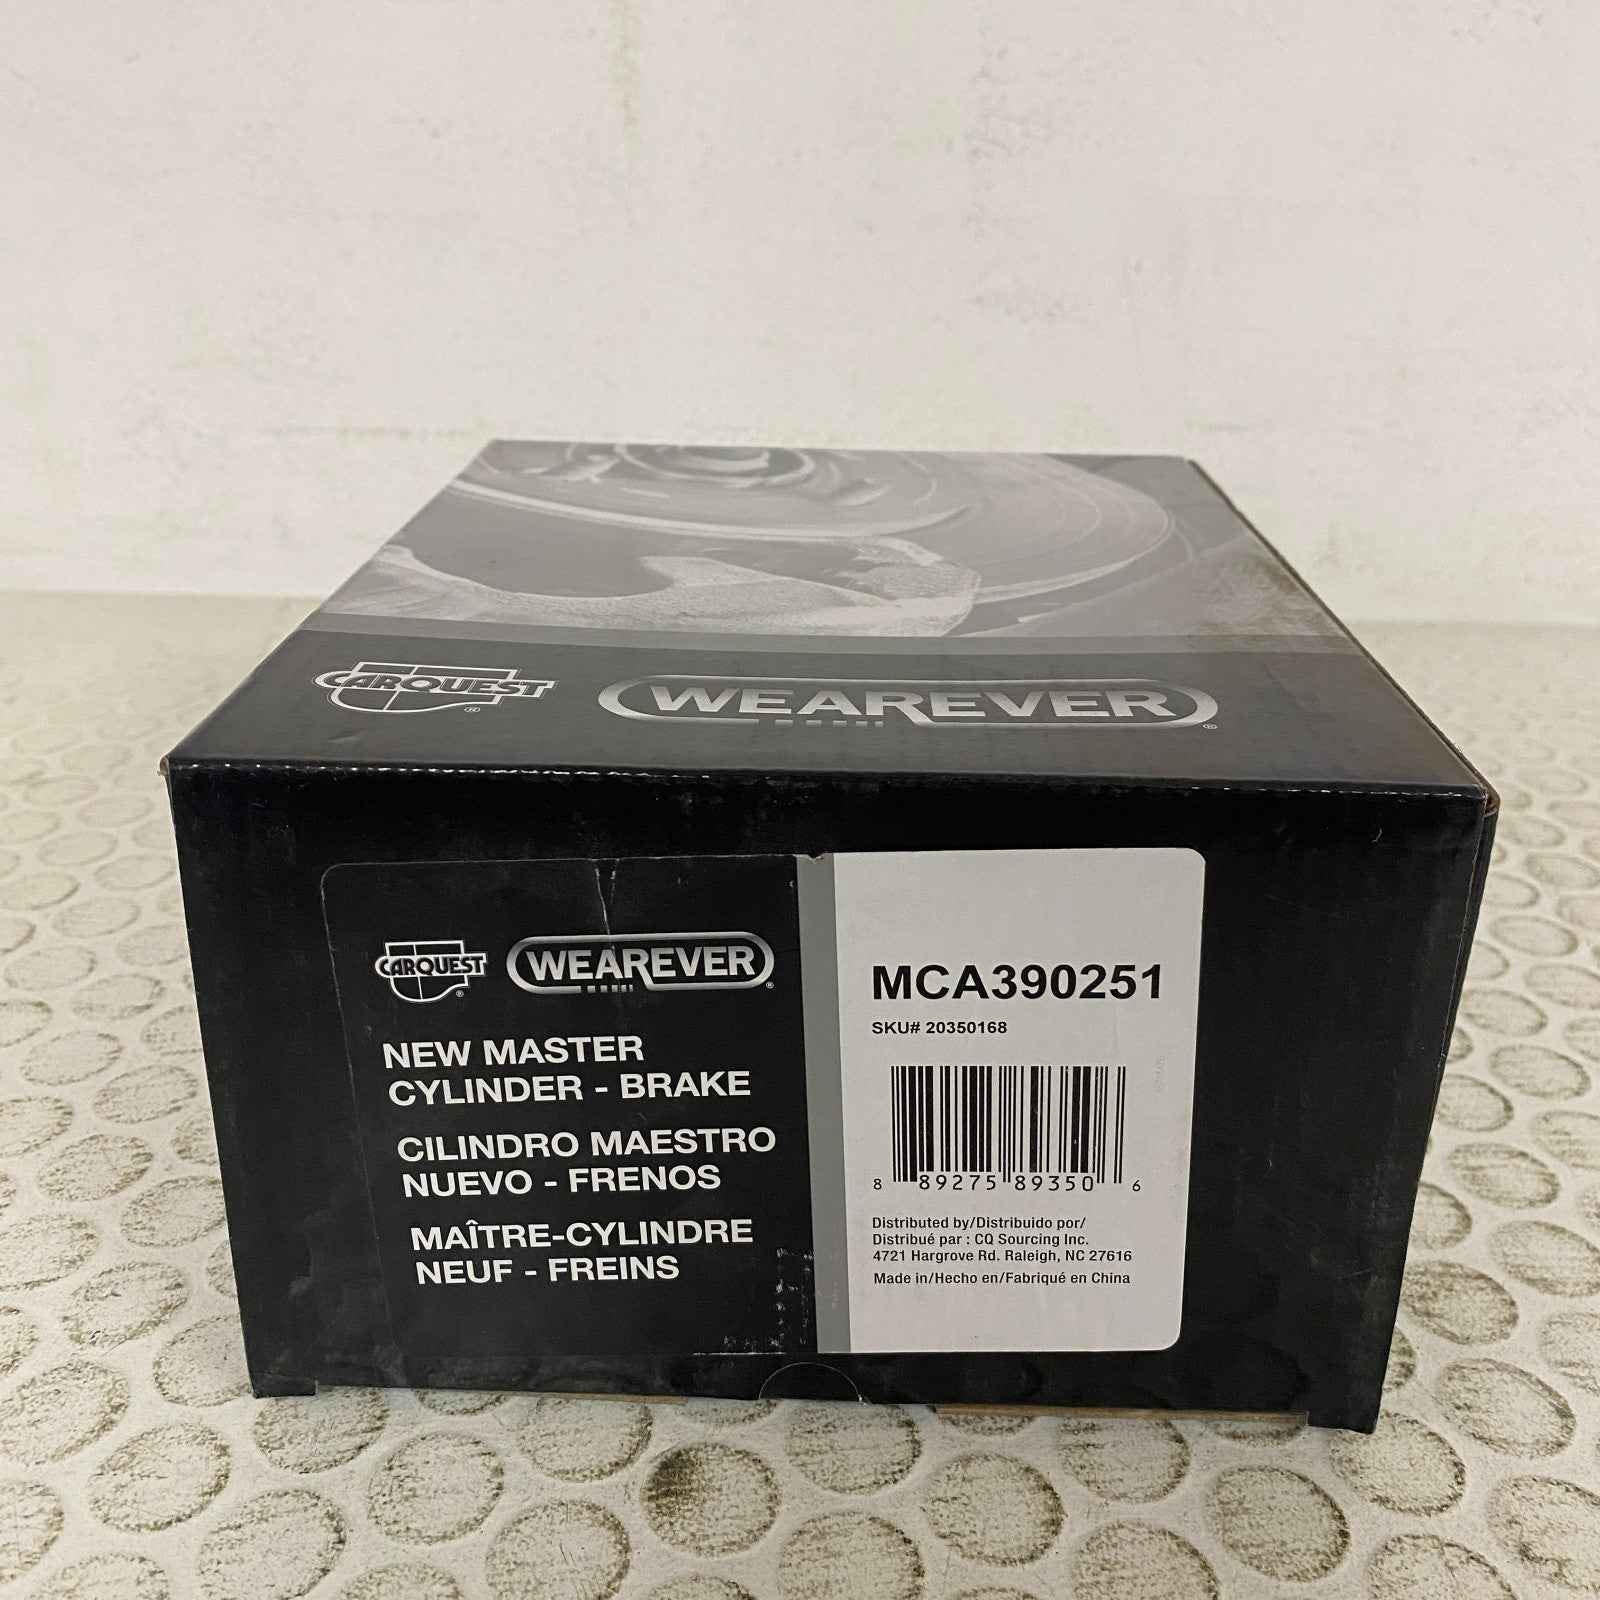 CARQUEST®
WEAREVER®
CARQUEST® WEAREVER®
NEW MASTER
CYLINDER - BRAKE
CILINDRO MAESTRO
NUEVO - FRENOS
MAÎTRE-CYLINDRE
NEUF - FREINS
MCA390251
SKU# 20350168
8 89275 89350 6
Distributed by/Distribuido por/
Distribué par : CQ Sourcing Inc.
4721 Hargrove Rd. Raleigh, NC 27616
Made in/Hecho en/Fabriqué en China